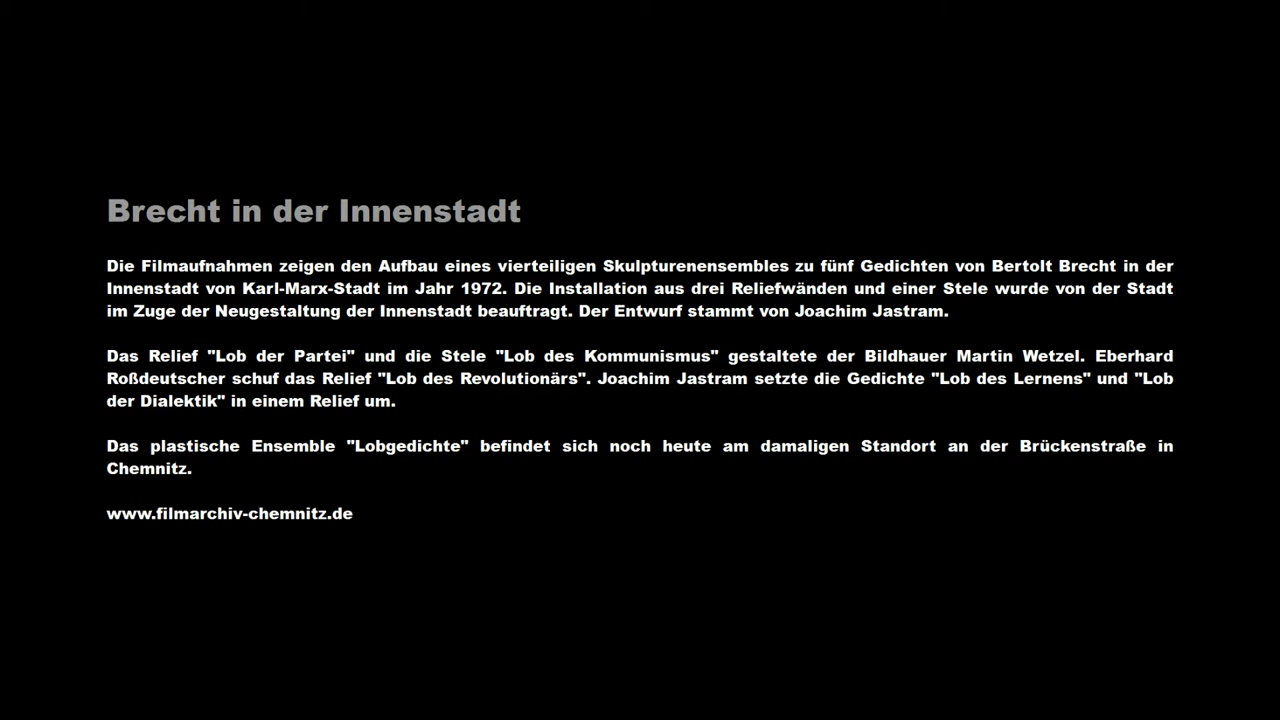 Brecht in der Innenstadt
Die Filmaufnahmen zeigen den Aufbau eines vierteiligen Skulpturenensembles zu fünf Gedichten von Bertolt Brecht in der
Innenstadt von Karl-Marx-Stadt im Jahr 1972. Die Installation aus drei Reliefwänden und einer Stele wurde von der Stadt
im Zuge der Neugestaltung der Innenstadt beauftragt. Der Entwurf stammt von Joachim Jastram.
Das Relief "Lob der Partei" und die Stele "Lob des Kommunismus" gestaltete der Bildhauer Martin Wetzel. Eberhard
Roßdeutscher schuf das Relief "Lob des Revolutionärs". Joachim Jastram setzte die Gedichte "Lob des Lernens" und "Lob
der Dialektik" in einem Relief um.
Das plastische Ensemble "Lobgedichte" befindet sich noch heute am damaligen Standort an der Brückenstraße in
Chemnitz.
www.filmarchiv-chemnitz.de